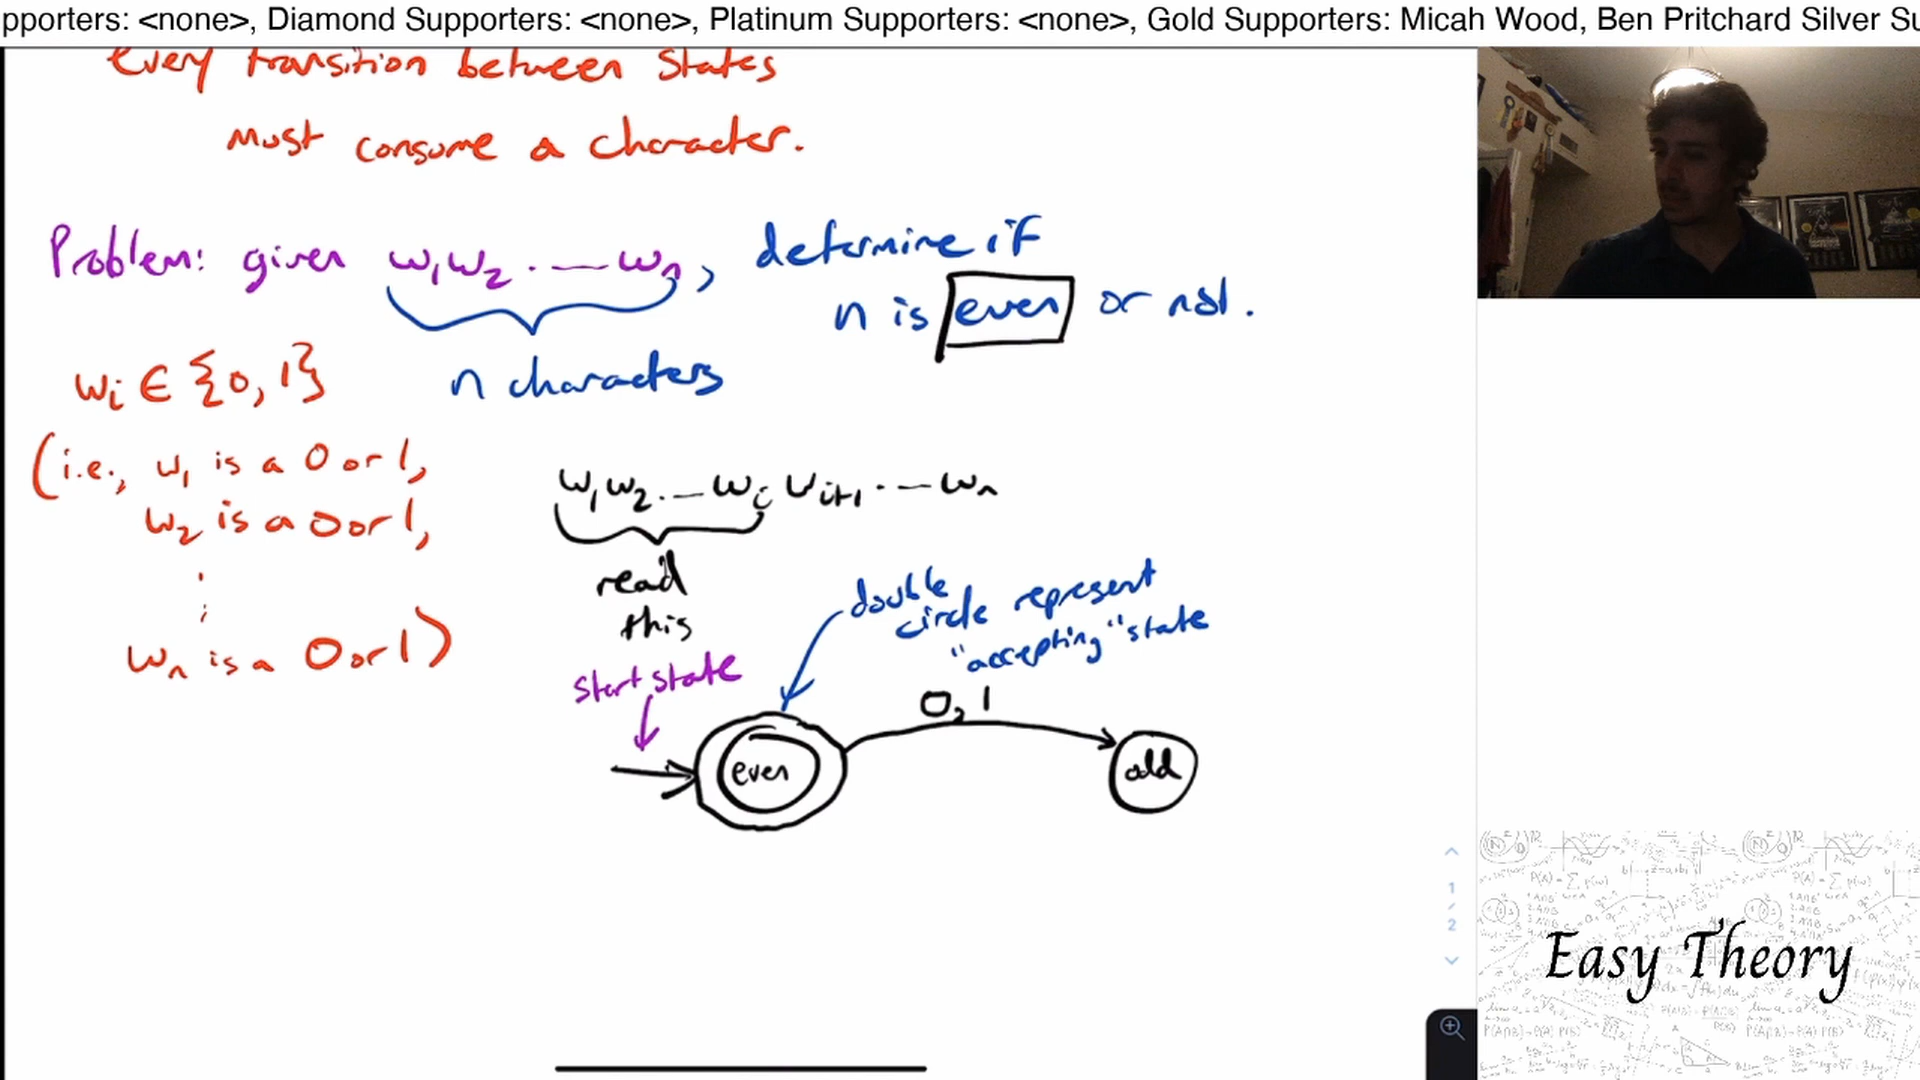 pporters: <none>, Diamond Supporters: <none>, Platinum Supporters: <none>, Gold Supporters: Micah Wood, Ben Pritchard Silver Su
every transition between states
must consume a character.
Problem: given w₁w₂...wₙ, determine if
n is even or not.
n characters
wᵢ ∈ {0, 1}
(i.e., w₁ is a 0 or 1,
w₂ is a 0 or 1,
wₙ is a 0 or 1)
w₁w₂...wᵢ wᵢ₊₁...wₙ
read
this
double
circle represent
"accepting" state
start state
0, 1
even
odd
1
2
Easy Theory